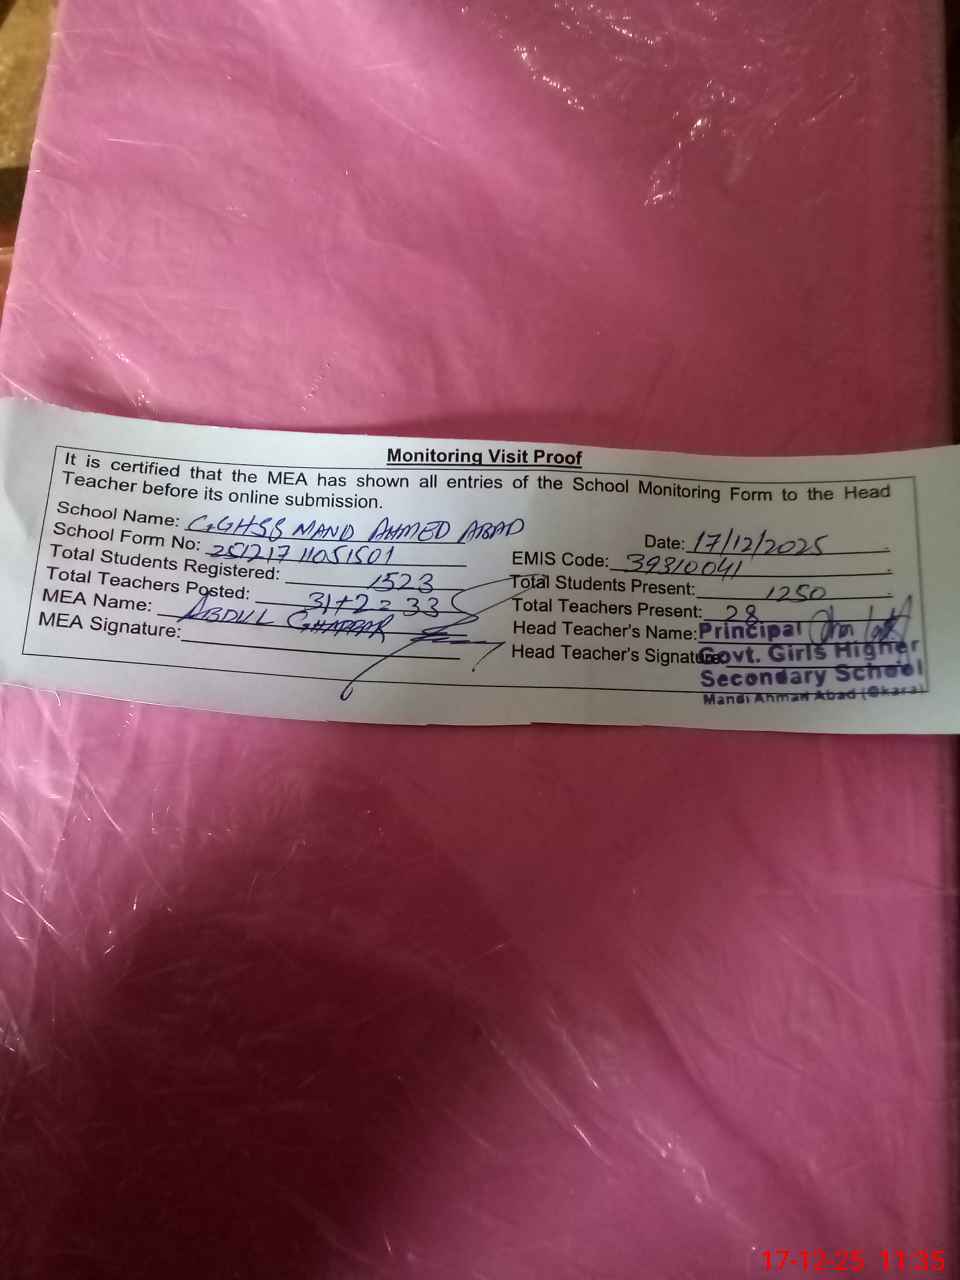 Monitoring Visit Proof
It is certified that the MEA has shown all entries of the School Monitoring Form to the Head
Teacher before its online submission.
School Name: GGHSS MAND AHMED ABAD
Date: 17/12/2025
School Form No: 25121711051501
EMIS Code: 39310041
Total Students Registered: 1523
Total Students Present: 1250
Total Teachers Posted: 31+2=33
Total Teachers Present: 28
MEA Name: ABDUL GHAFFAR
Head Teacher's Name:
MEA Signature:
Head Teacher's Signature:
Principal
Govt. Girls Higher
Secondary School
Mandi Ahmad Abad (Okara)
17-12-25 11:35